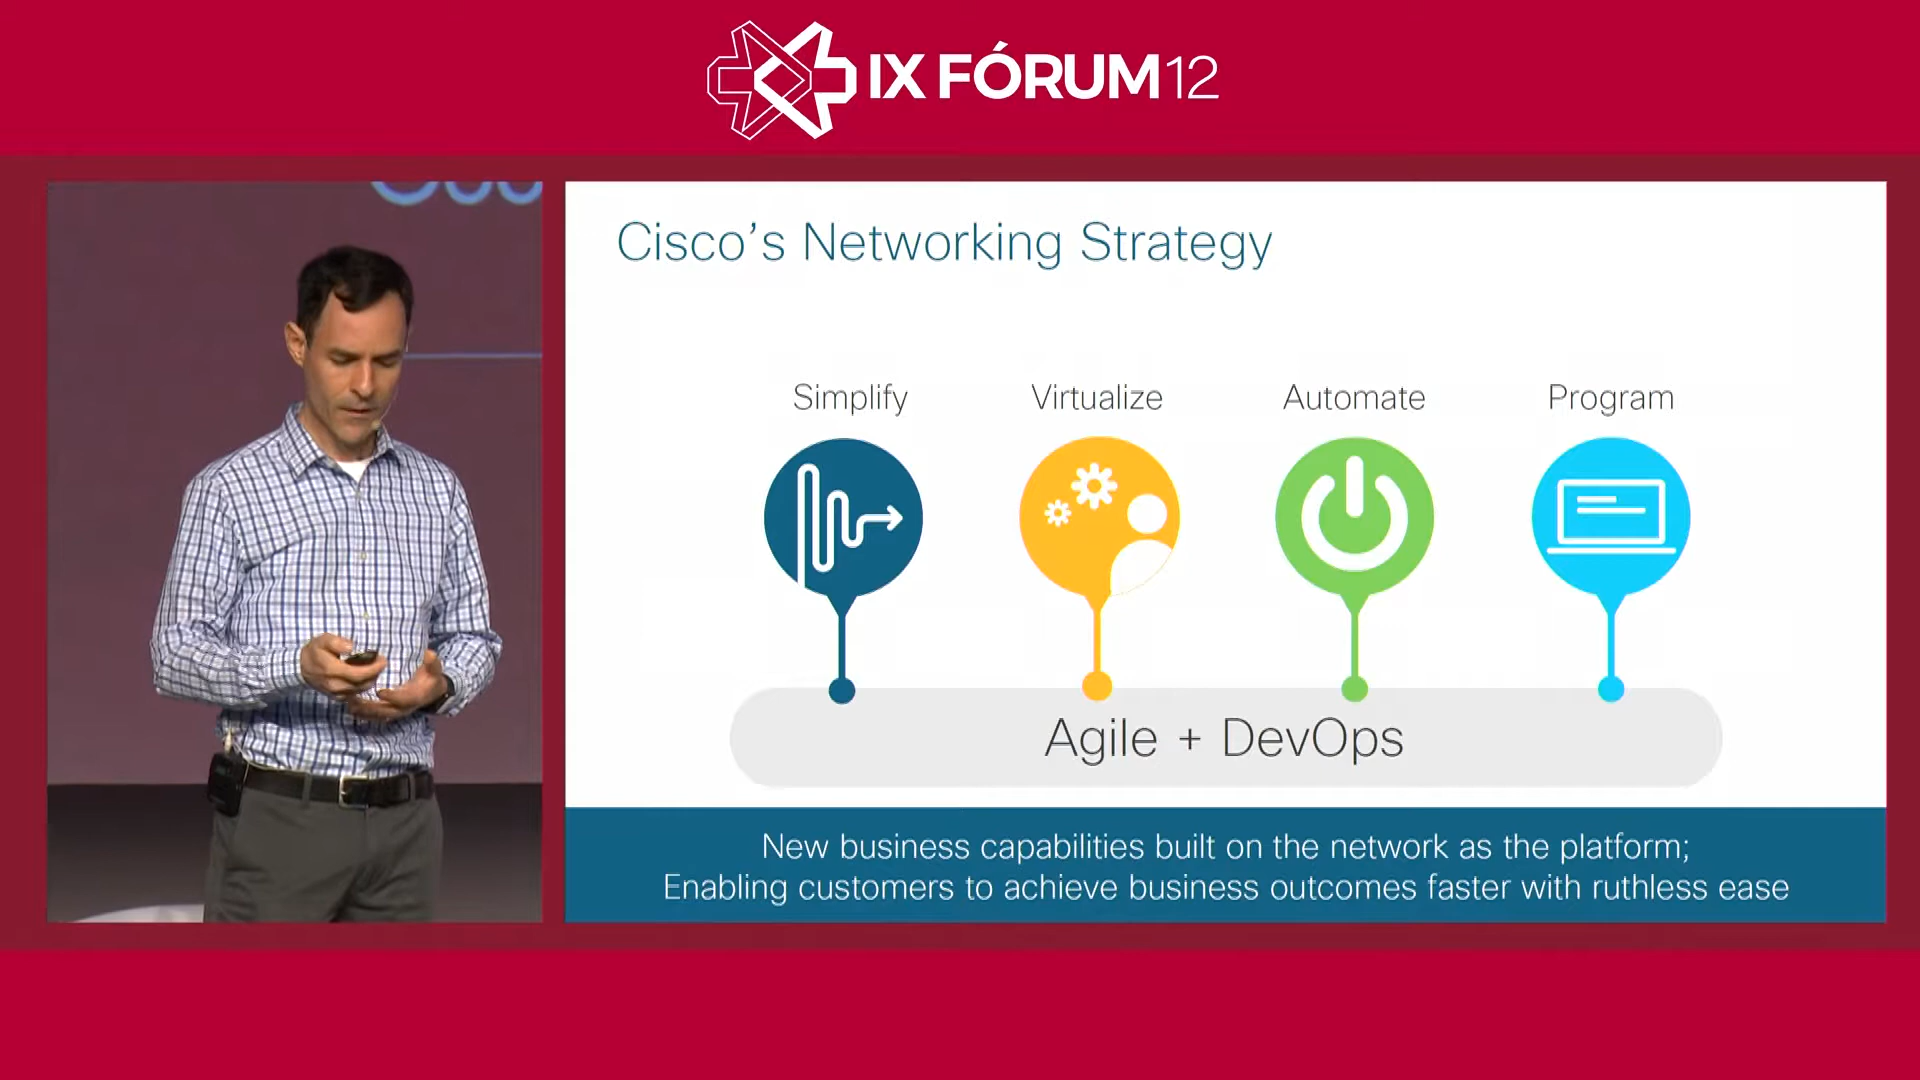 IX FÓRUM 12
Cisco's Networking Strategy
Simplify
Virtualize
Automate
Program
Agile + DevOps
New business capabilities built on the network as the platform;
Enabling customers to achieve business outcomes faster with ruthless ease